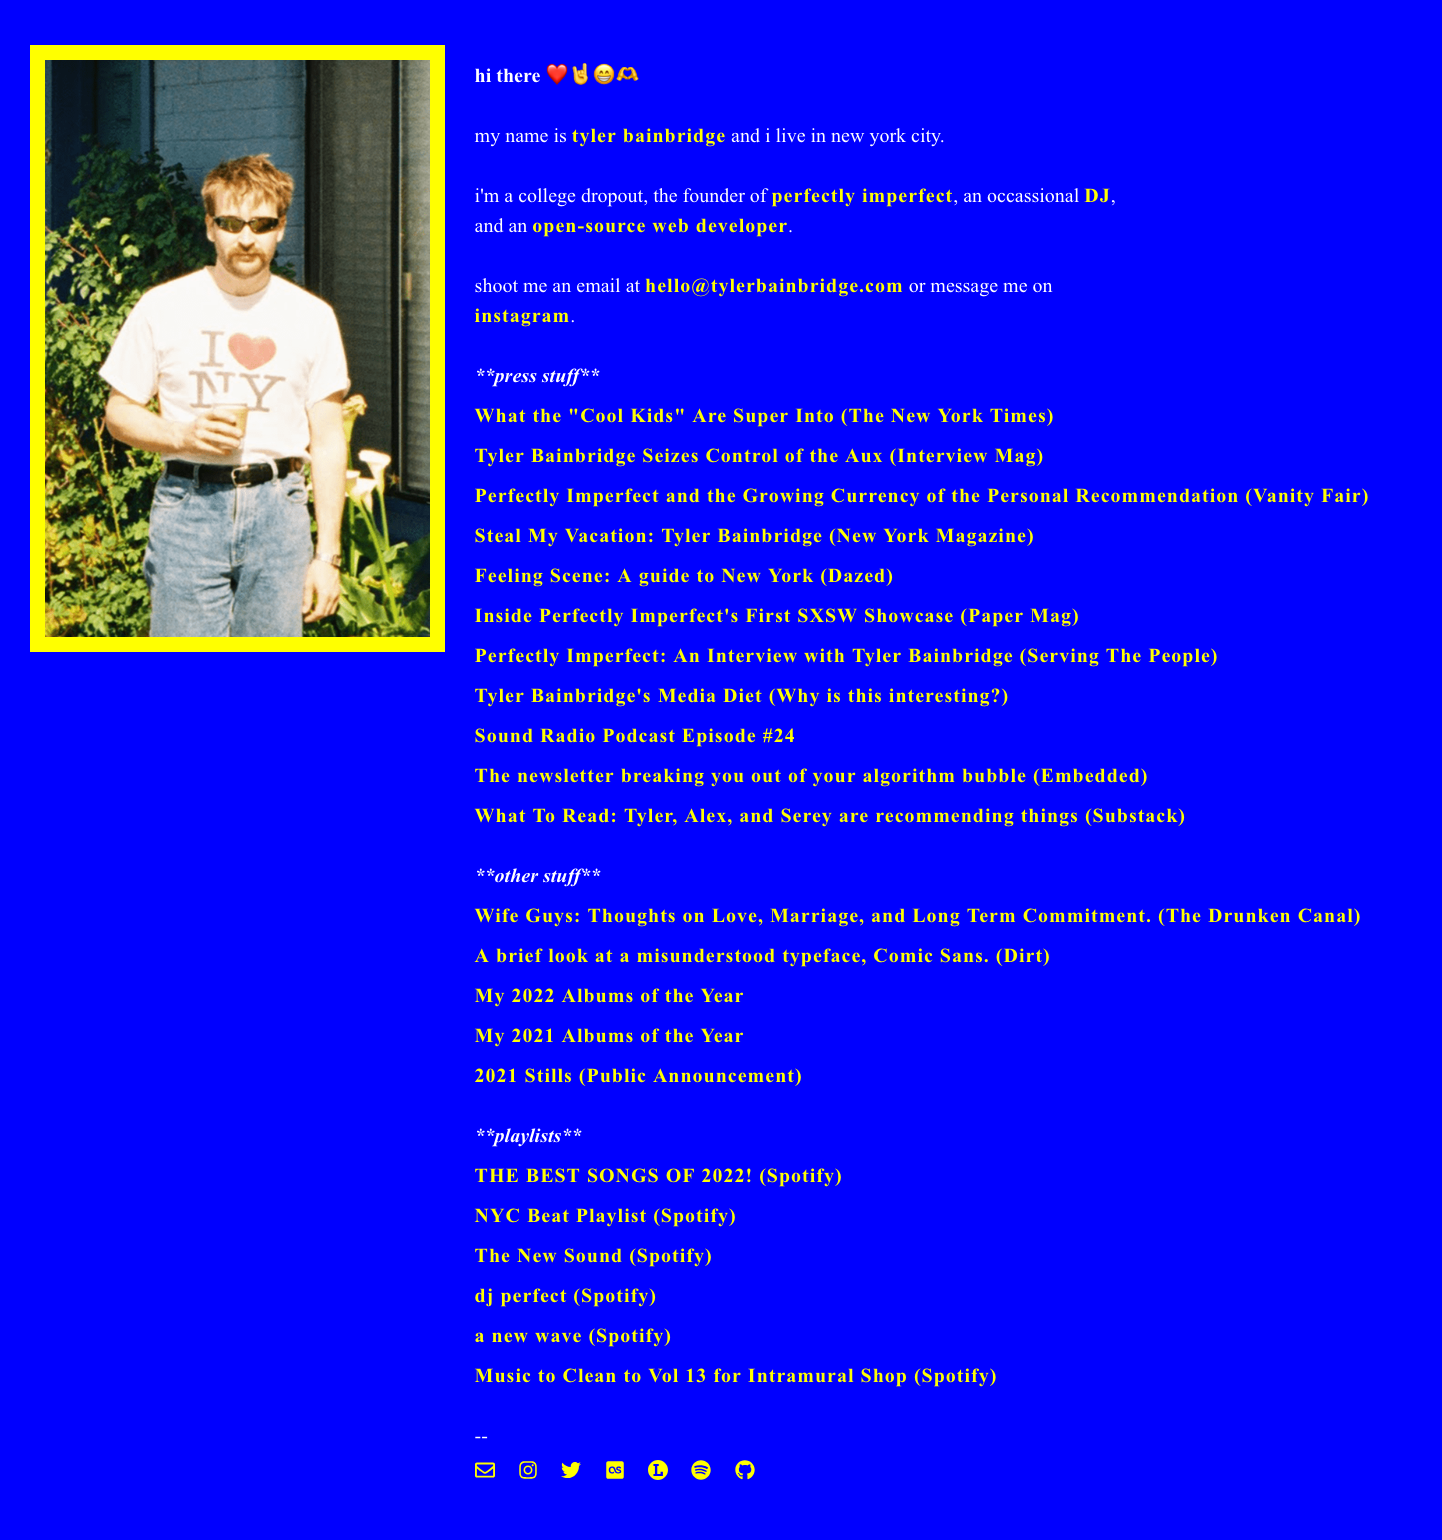 hi there ❤️🤘😁🫶
my name is tyler bainbridge and i live in new york city.
i'm a college dropout, the founder of perfectly imperfect, an occassional DJ,
and an open-source web developer.
shoot me an email at hello@tylerbainbridge.com or message me on
instagram.
I ❤️
NY
**press stuff**
What the "Cool Kids" Are Super Into (The New York Times)
Tyler Bainbridge Seizes Control of the Aux (Interview Mag)
Perfectly Imperfect and the Growing Currency of the Personal Recommendation (Vanity Fair)
Steal My Vacation: Tyler Bainbridge (New York Magazine)
Feeling Scene: A guide to New York (Dazed)
Inside Perfectly Imperfect's First SXSW Showcase (Paper Mag)
Perfectly Imperfect: An Interview with Tyler Bainbridge (Serving The People)
Tyler Bainbridge's Media Diet (Why is this interesting?)
Sound Radio Podcast Episode #24
The newsletter breaking you out of your algorithm bubble (Embedded)
What To Read: Tyler, Alex, and Serey are recommending things (Substack)
**other stuff**
Wife Guys: Thoughts on Love, Marriage, and Long Term Commitment. (The Drunken Canal)
A brief look at a misunderstood typeface, Comic Sans. (Dirt)
My 2022 Albums of the Year
My 2021 Albums of the Year
2021 Stills (Public Announcement)
**playlists**
THE BEST SONGS OF 2022! (Spotify)
NYC Beat Playlist (Spotify)
The New Sound (Spotify)
dj perfect (Spotify)
a new wave (Spotify)
Music to Clean to Vol 13 for Intramural Shop (Spotify)
--